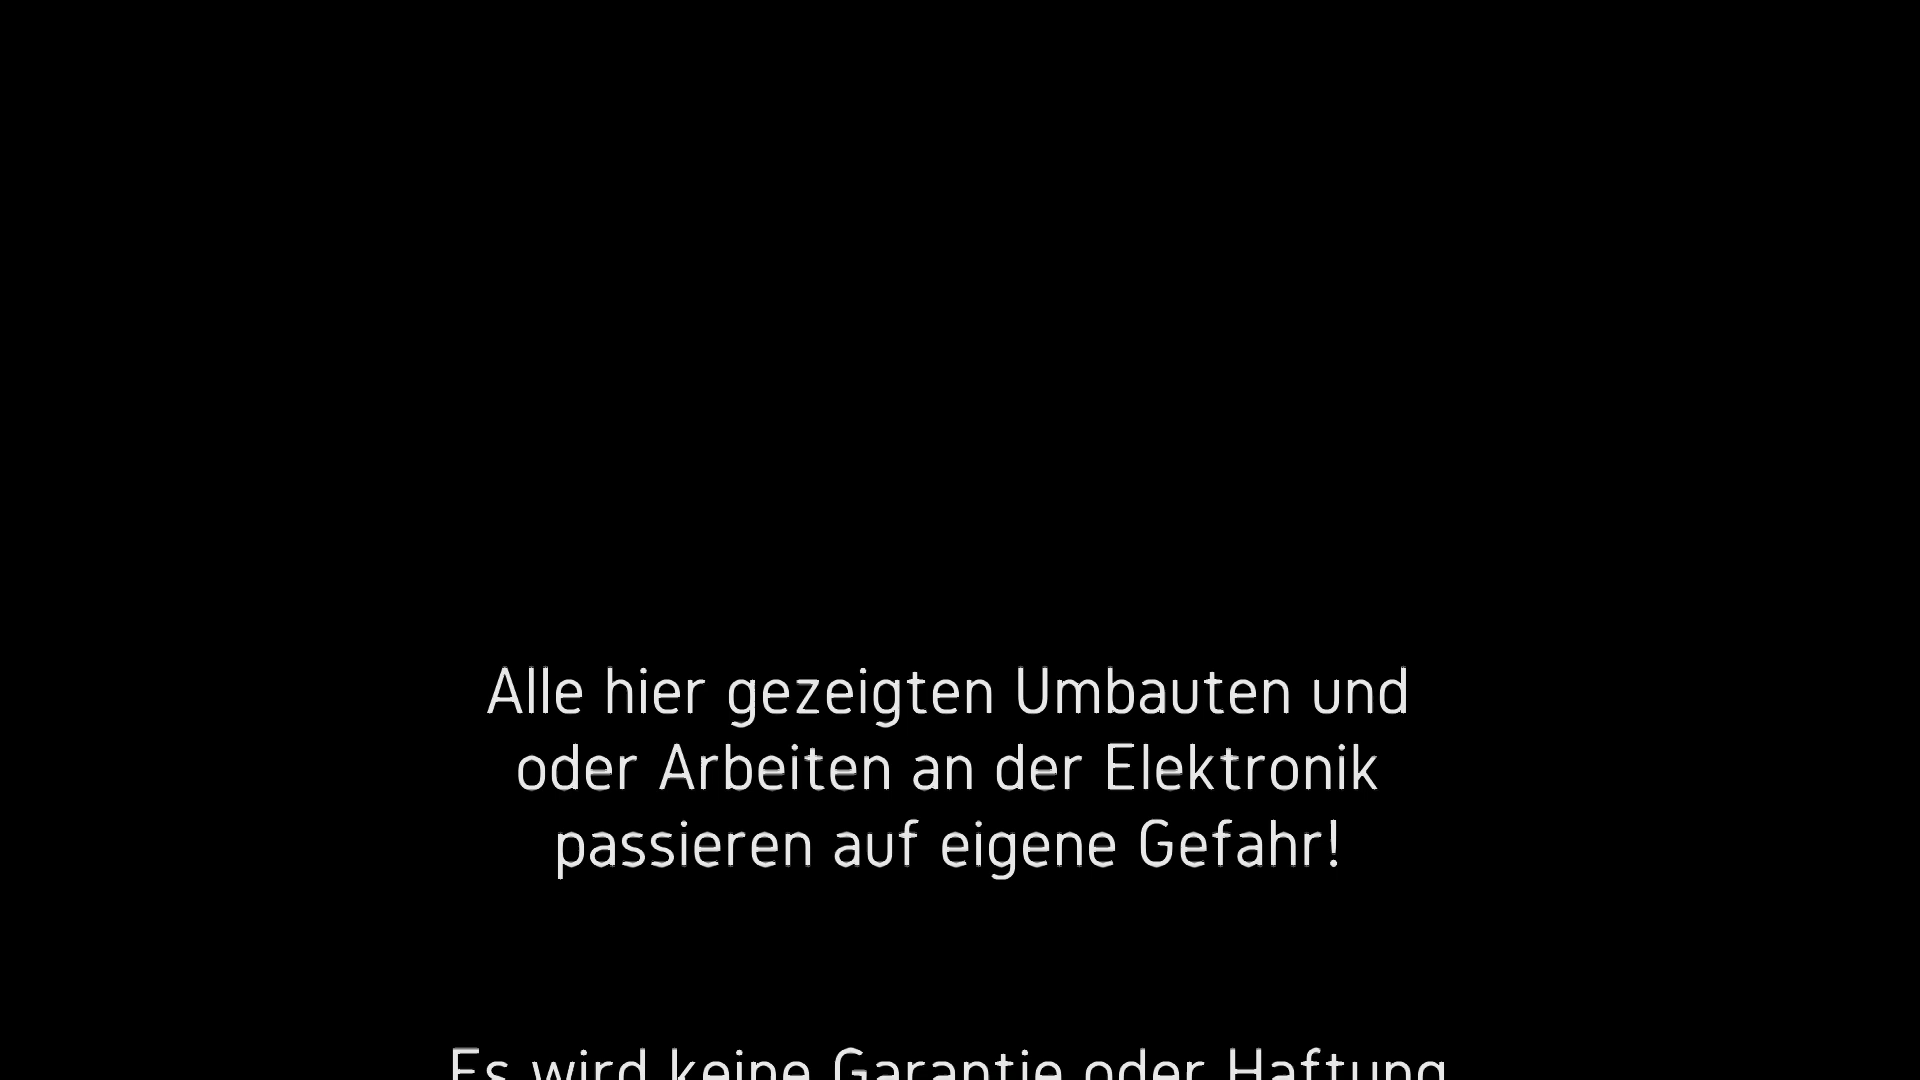 Alle hier gezeigten Umbauten und
oder Arbeiten an der Elektronik
passieren auf eigene Gefahr!
Es wird keine Garantie oder Haftung